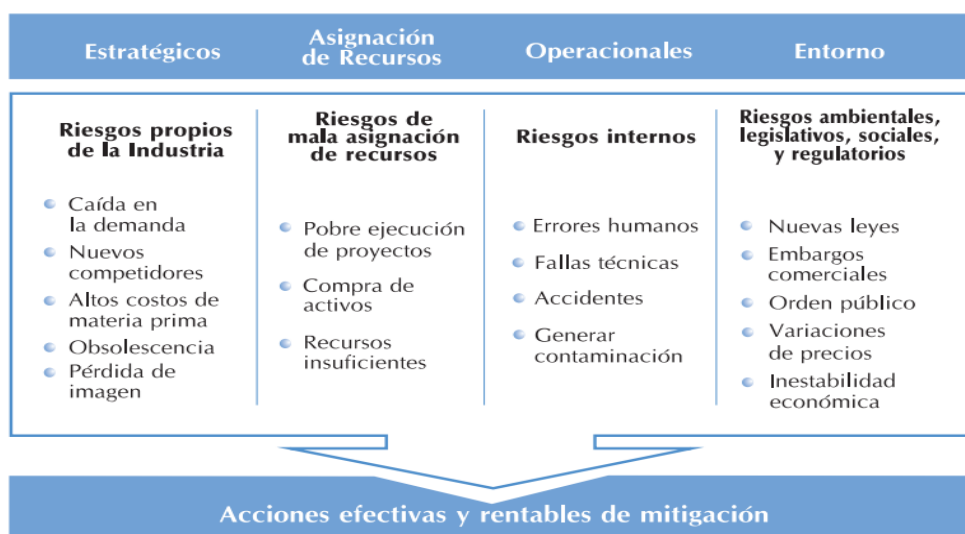 Estratégicos
Asignación
de Recursos
Operacionales
Entorno
Riesgos propios
de la Industria
Caída en
la demanda
Nuevos
competidores
Altos costos de
materia prima
Obsolescencia
Pérdida de
imagen
Riesgos de
mala asignación
de recursos
Pobre ejecución
de proyectos
Compra de
activos
Recursos
insuficientes
Riesgos internos
Errores humanos
Fallas técnicas
Accidentes
Generar
contaminación
Riesgos ambientales,
legislativos, sociales,
y regulatorios
Nuevas leyes
Embargos
comerciales
Orden público
Variaciones
de precios
Inestabilidad
económica
Acciones efectivas y rentables de mitigación